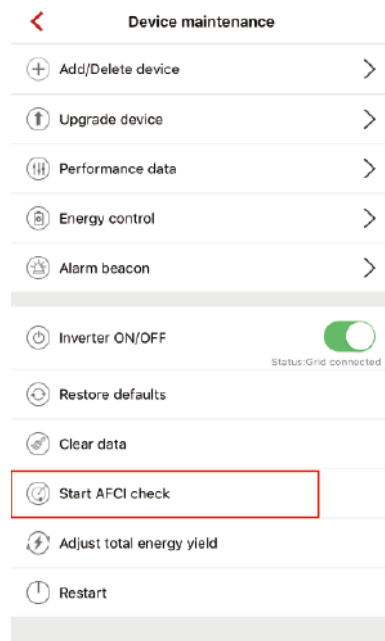 Device maintenance
Add/Delete device
Upgrade device
Performance data
Energy control
Alarm beacon
Inverter ON/OFF
Status:Grid connected
Restore defaults
Clear data
Start AFCI check
Adjust total energy yield
Restart